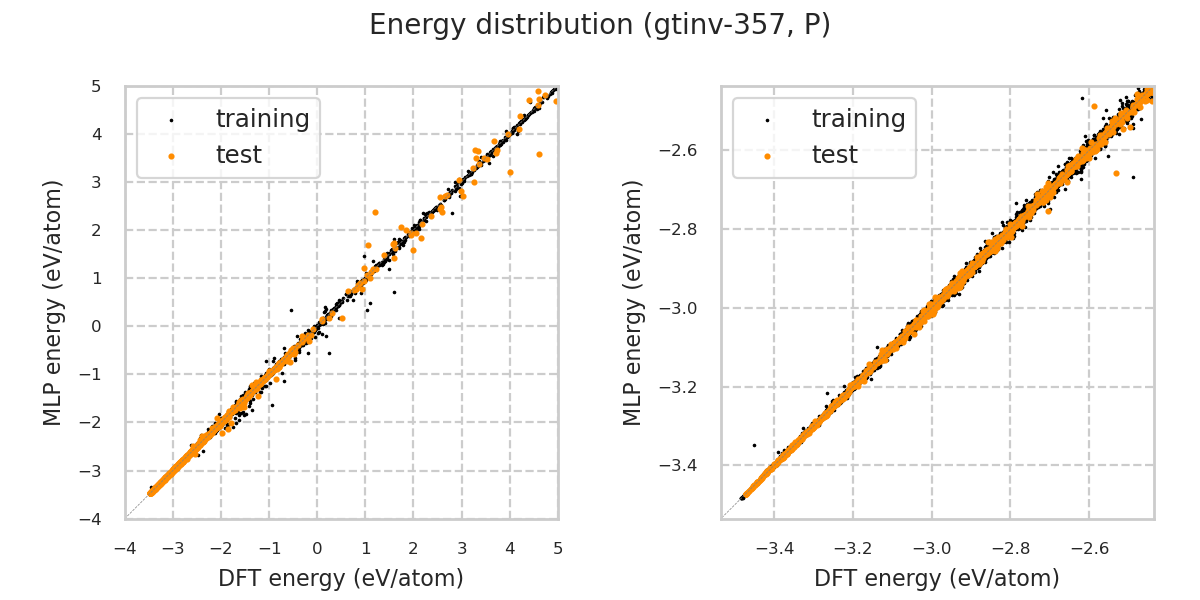 Energy distribution (gtinv-357, P)
MLP energy (eV/atom)
5
4
3
2
1
0
−1
−2
−3
−4
training
test
−4 −3 −2 −1 0 1 2 3 4 5
DFT energy (eV/atom)
MLP energy (eV/atom)
−2.6
−2.8
−3.0
−3.2
−3.4
training
test
−3.4 −3.2 −3.0 −2.8 −2.6
DFT energy (eV/atom)